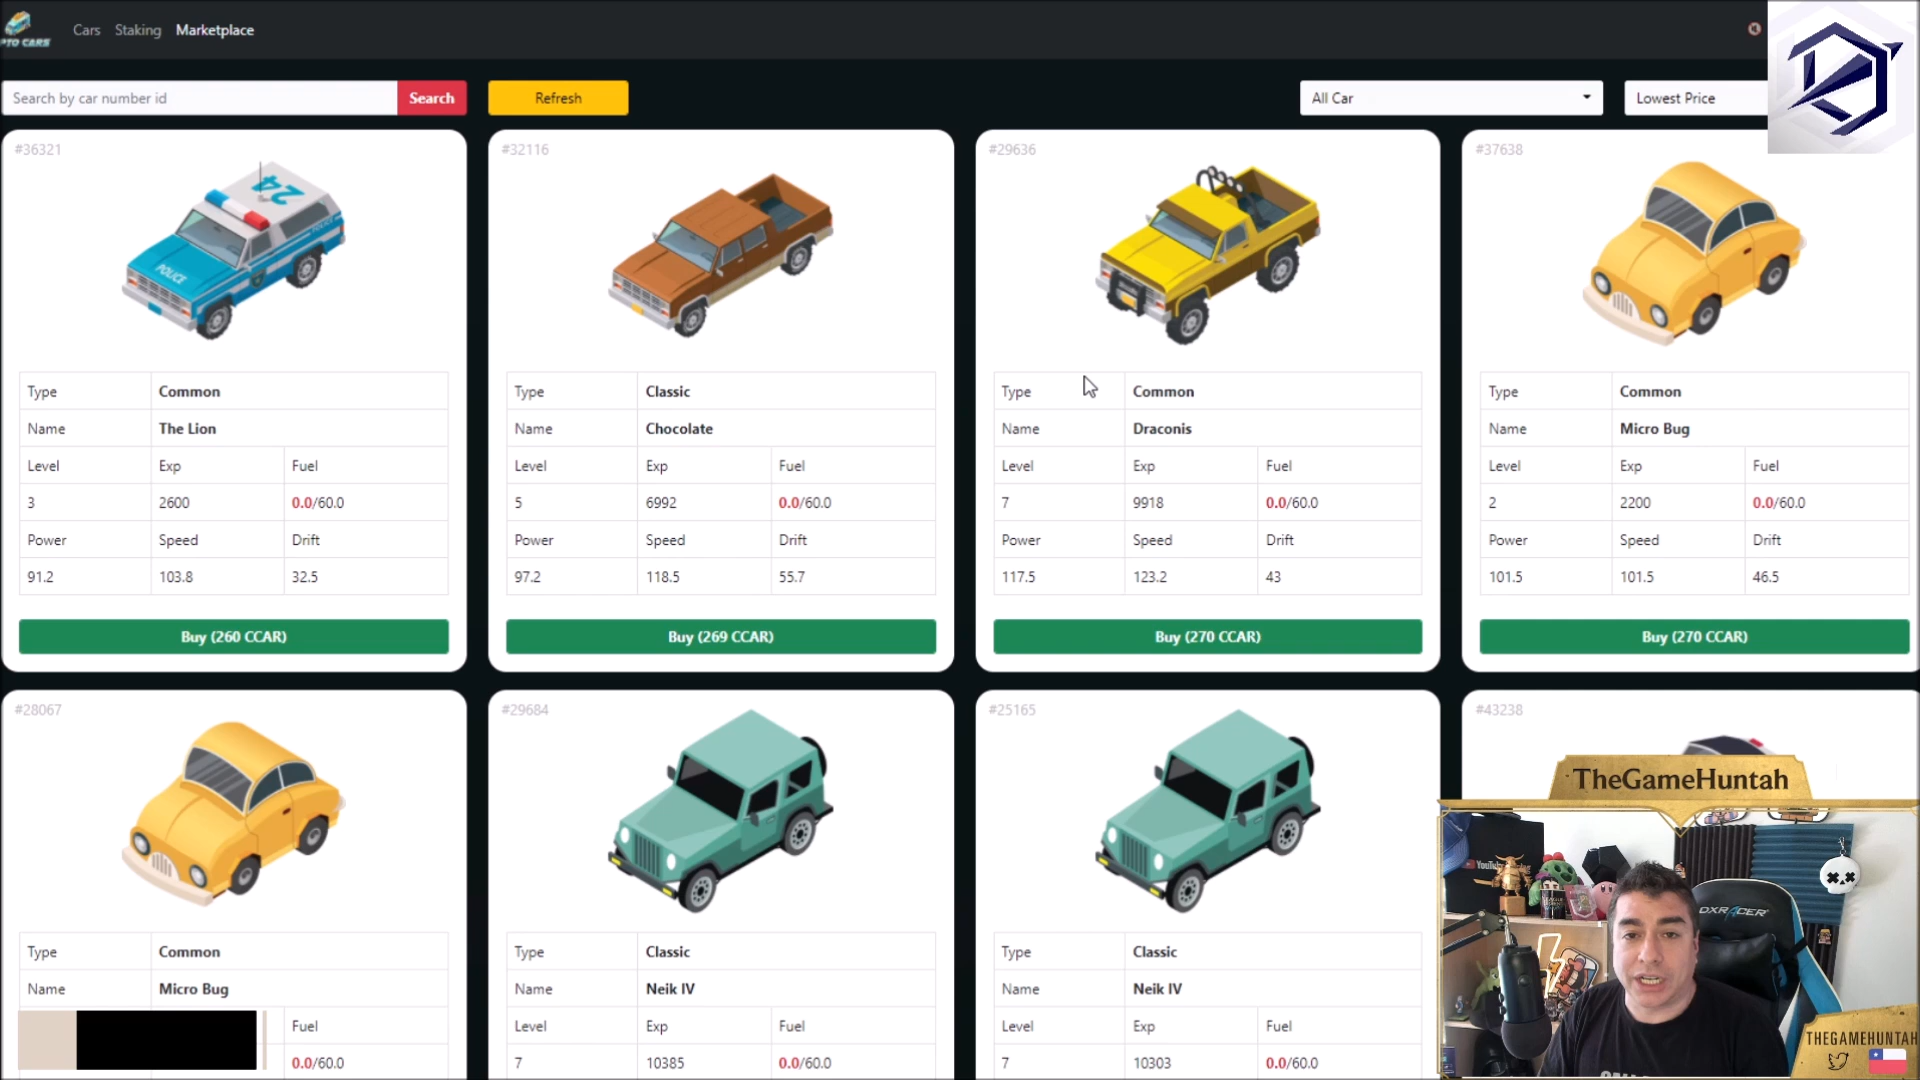 PTO CARS
Cars Staking Marketplace
Search by car number id
Search
Refresh
All Car
Lowest Price
#36321
24
POLICE
POLICE
Type Common
Name The Lion
Level Exp Fuel
3 2600 0.0/60.0
Power Speed Drift
91.2 103.8 32.5
Buy (260 CCAR)
#32116
Type Classic
Name Chocolate
Level Exp Fuel
5 6992 0.0/60.0
Power Speed Drift
97.2 118.5 55.7
Buy (269 CCAR)
#29636
Type Common
Name Draconis
Level Exp Fuel
7 9918 0.0/60.0
Power Speed Drift
117.5 123.2 43
Buy (270 CCAR)
#37638
Type Common
Name Micro Bug
Level Exp Fuel
2 2200 0.0/60.0
Power Speed Drift
101.5 101.5 46.5
Buy (270 CCAR)
#28067
Type Common
Name Micro Bug
Fuel
0.0/60.0
#29684
Type Classic
Name Neik IV
Level Exp Fuel
7 10385 0.0/60.0
#25165
Type Classic
Name Neik IV
Level Exp Fuel
7 10303 0.0/60.0
#43238
TheGameHuntah
YouTube
DXRACER
THEGAMEHUNTAH